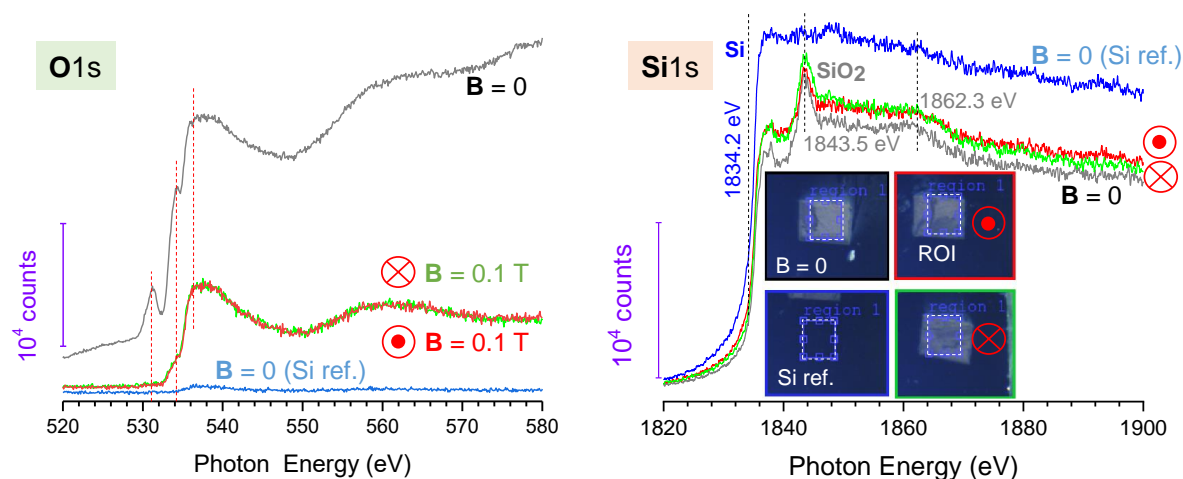 O1s
B = 0
B = 0.1 T
B = 0.1 T
B = 0 (Si ref.)
10⁴ counts
520 530 540 550 560 570 580
Photon Energy (eV)
Si1s
Si
B = 0 (Si ref.)
SiO₂
1862.3 eV
1843.5 eV
1834.2 eV
B = 0
region 1
B = 0
region 1
ROI
region 1
Si ref.
region 1
10⁴ counts
1820 1840 1860 1880 1900
Photon Energy (eV)